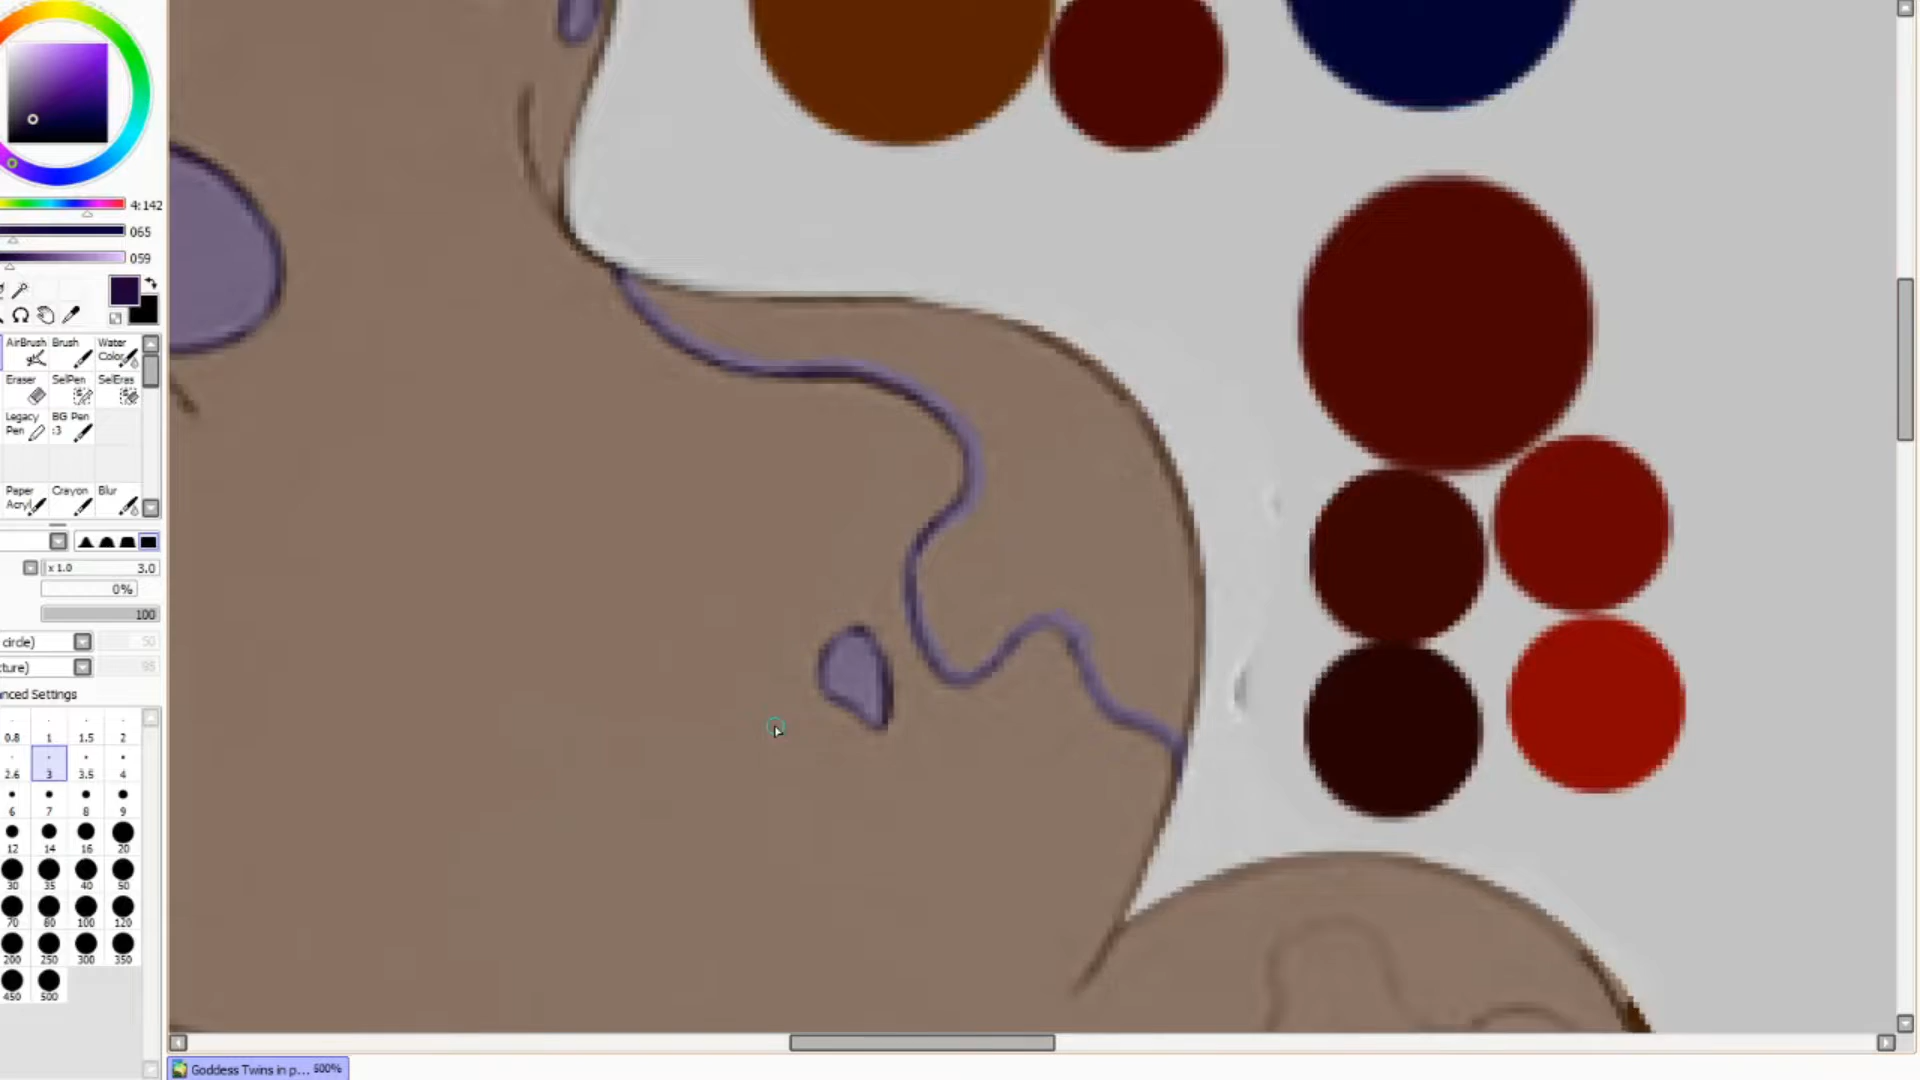 4:142
065
059
AirBrush Brush Water Color
Eraser SelPen SelEras
Legacy Pen BG Pen :3
Paper Acryl Crayon Blur
x 1.0 3.0
0%
100
circle) 50
ture) 95
nced Settings
0.8 1 1.5 2
2.6 3 3.5 4
6 7 8 9
12 14 16 20
30 35 40 50
70 80 100 120
200 250 300 350
450 500
Goddess Twins in p... 500%